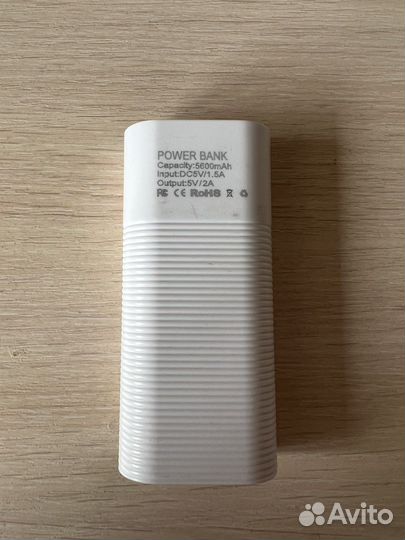 POWER BANK
Capacity:5600mAh
Input:DC5V/1.5A
Output:5V/2A
FC CE RoHS
Avito